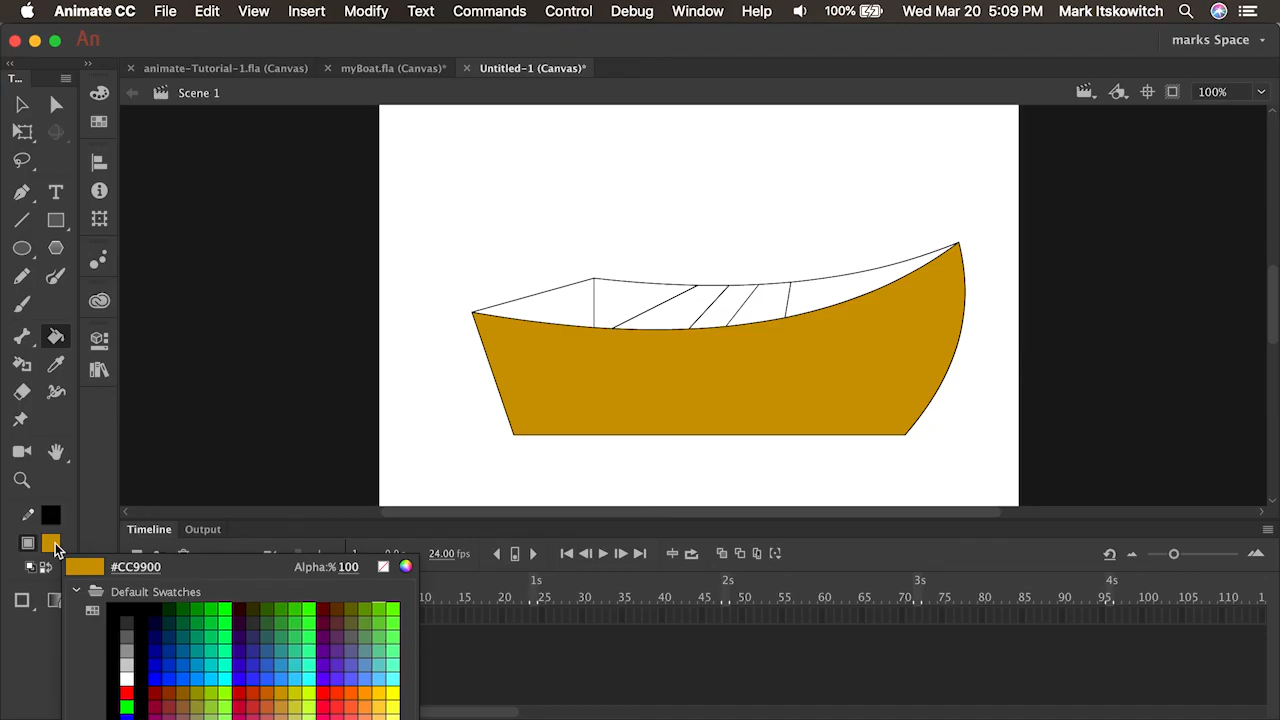 Animate CC File Edit View Insert Modify Text Commands Control Debug Window Help 100% Wed Mar 20 5:09 PM Mark Itskowitch
An marks Space
T... animate-Tutorial-1.fla (Canvas) myBoat.fla (Canvas)* Untitled-1 (Canvas)*
Scene 1 100%
T
Timeline Output
24.00 fps
#CC9900 Alpha:% 100
1s 2s 3s 4s
Default Swatches
10 15 20 25 30 35 40 45 50 55 60 65 70 75 80 85 90 95 100 105 110